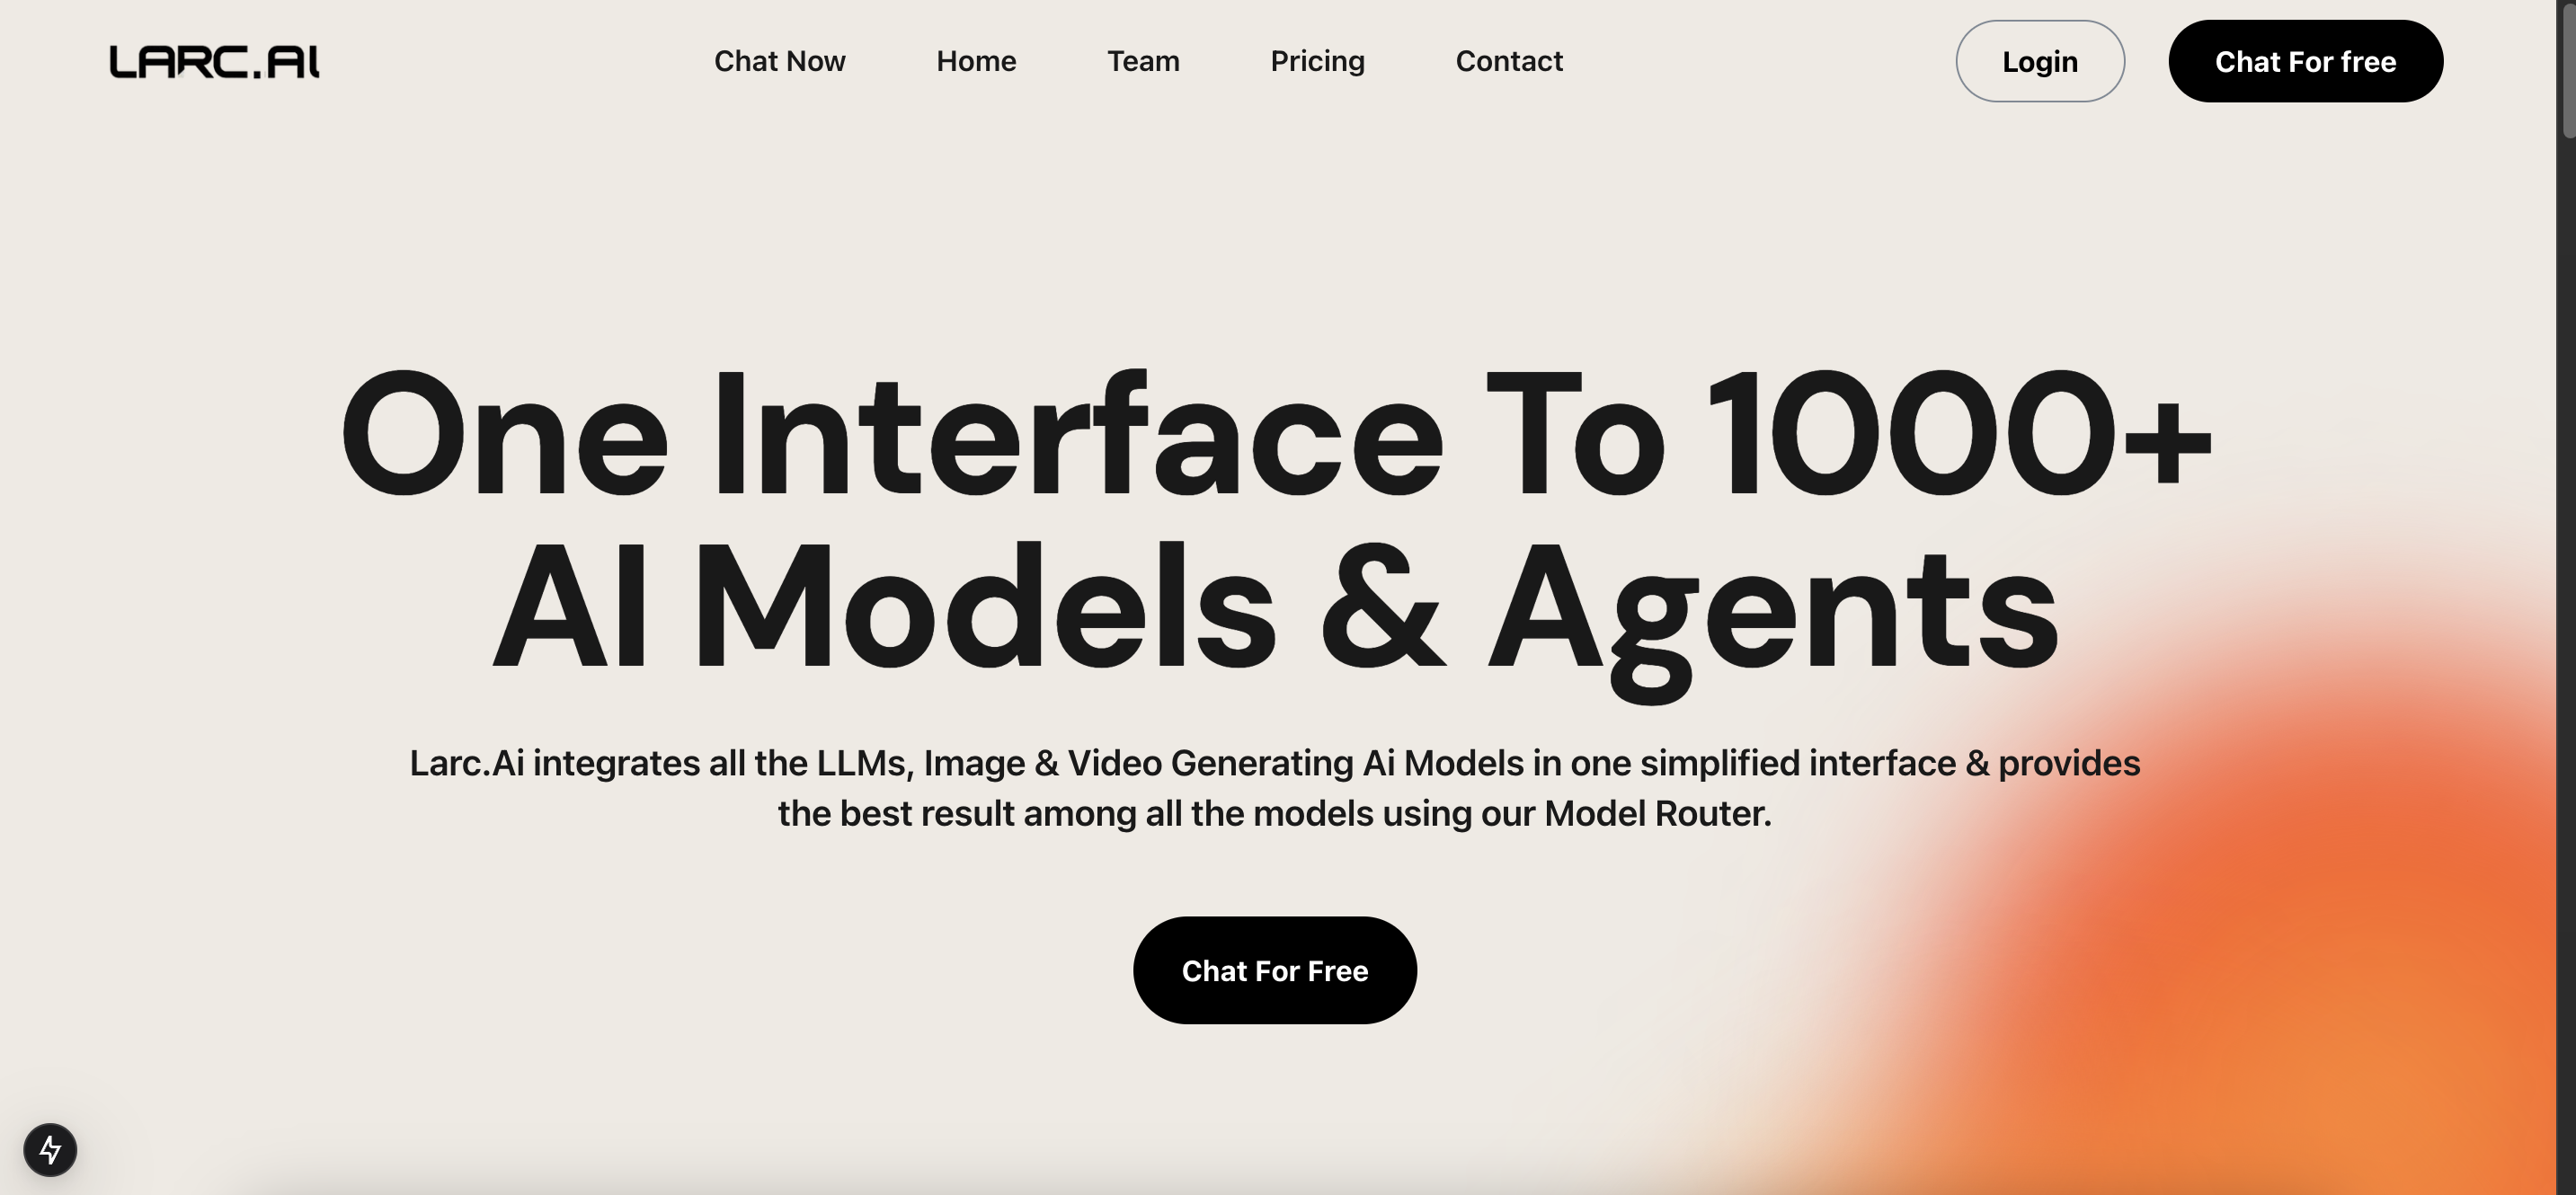 LARC.AI
Chat Now
Home
Team
Pricing
Contact
Login
Chat For free
One Interface To 1000+
AI Models & Agents
Larc.Ai integrates all the LLMs, Image & Video Generating Ai Models in one simplified interface & provides
the best result among all the models using our Model Router.
Chat For Free